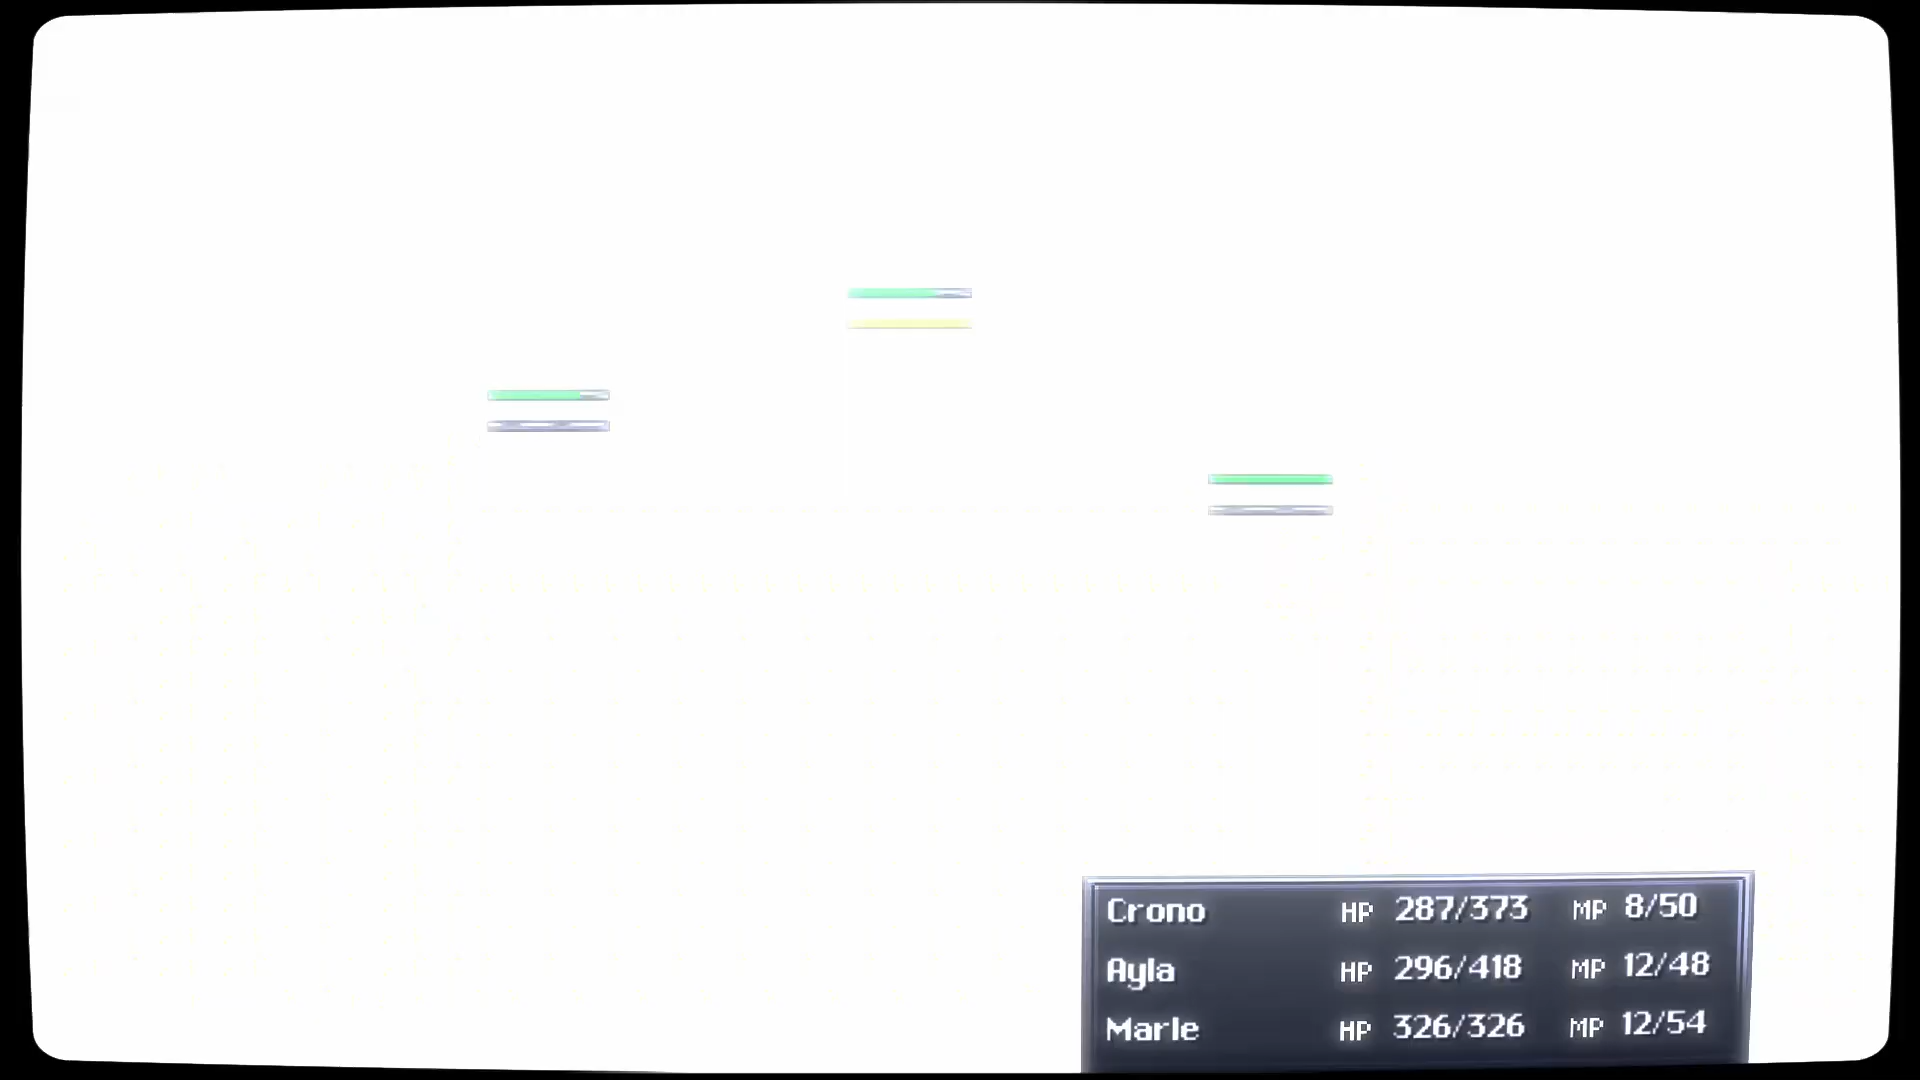 Crono HP 287/373 MP 8/50
Ayla HP 296/418 MP 12/48
Marle HP 326/326 MP 12/54